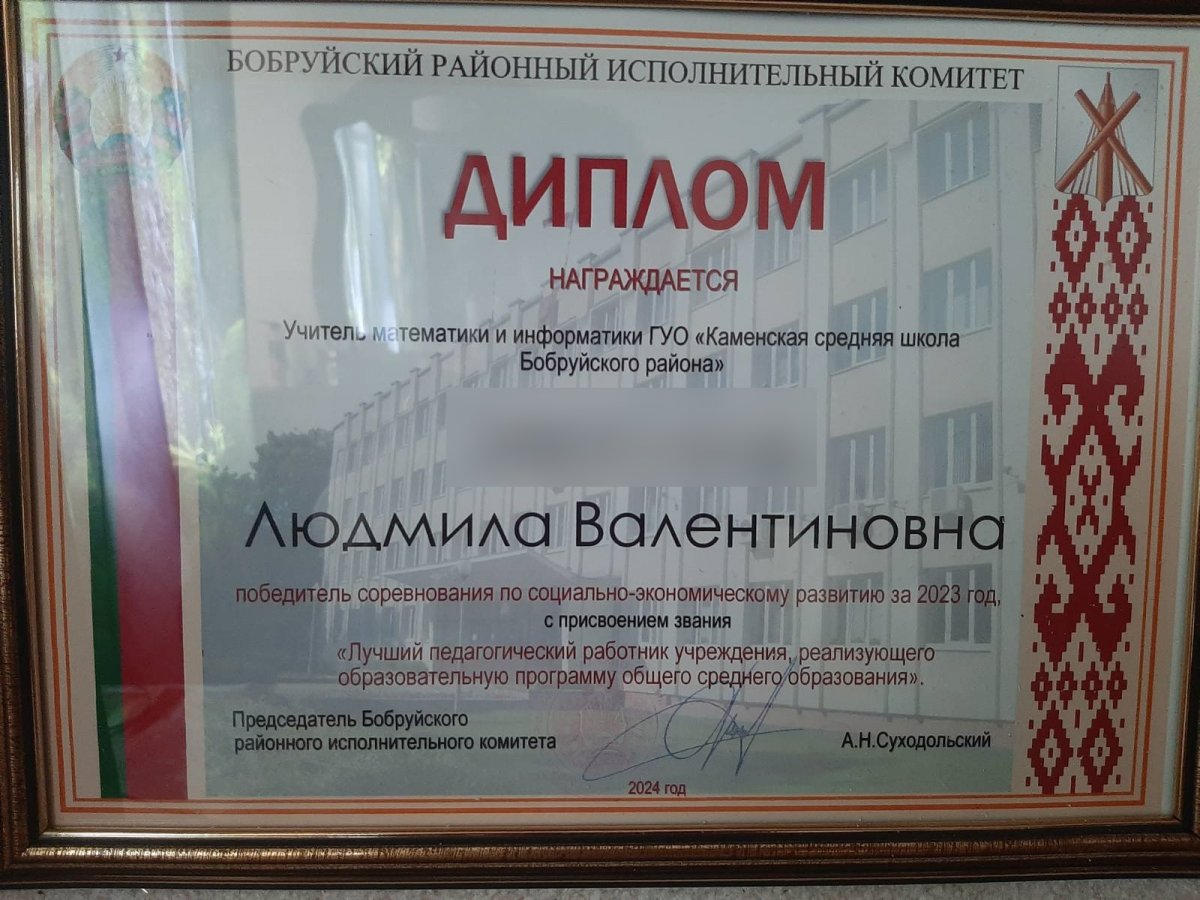 БОБРУЙСКИЙ РАЙОННЫЙ ИСПОЛНИТЕЛЬНЫЙ КОМИТЕТ
ДИПЛОМ
НАГРАЖДАЕТСЯ
Учитель математики и информатики ГУО «Каменская средняя школа
Бобруйского района»
Людмила Валентиновна
победитель соревнования по социально-экономическому развитию за 2023 год,
с присвоением звания
«Лучший педагогический работник учреждения, реализующего
образовательную программу общего среднего образования».
Председатель Бобруйского
районного исполнительного комитета
А.Н.Суходольский
2024 год